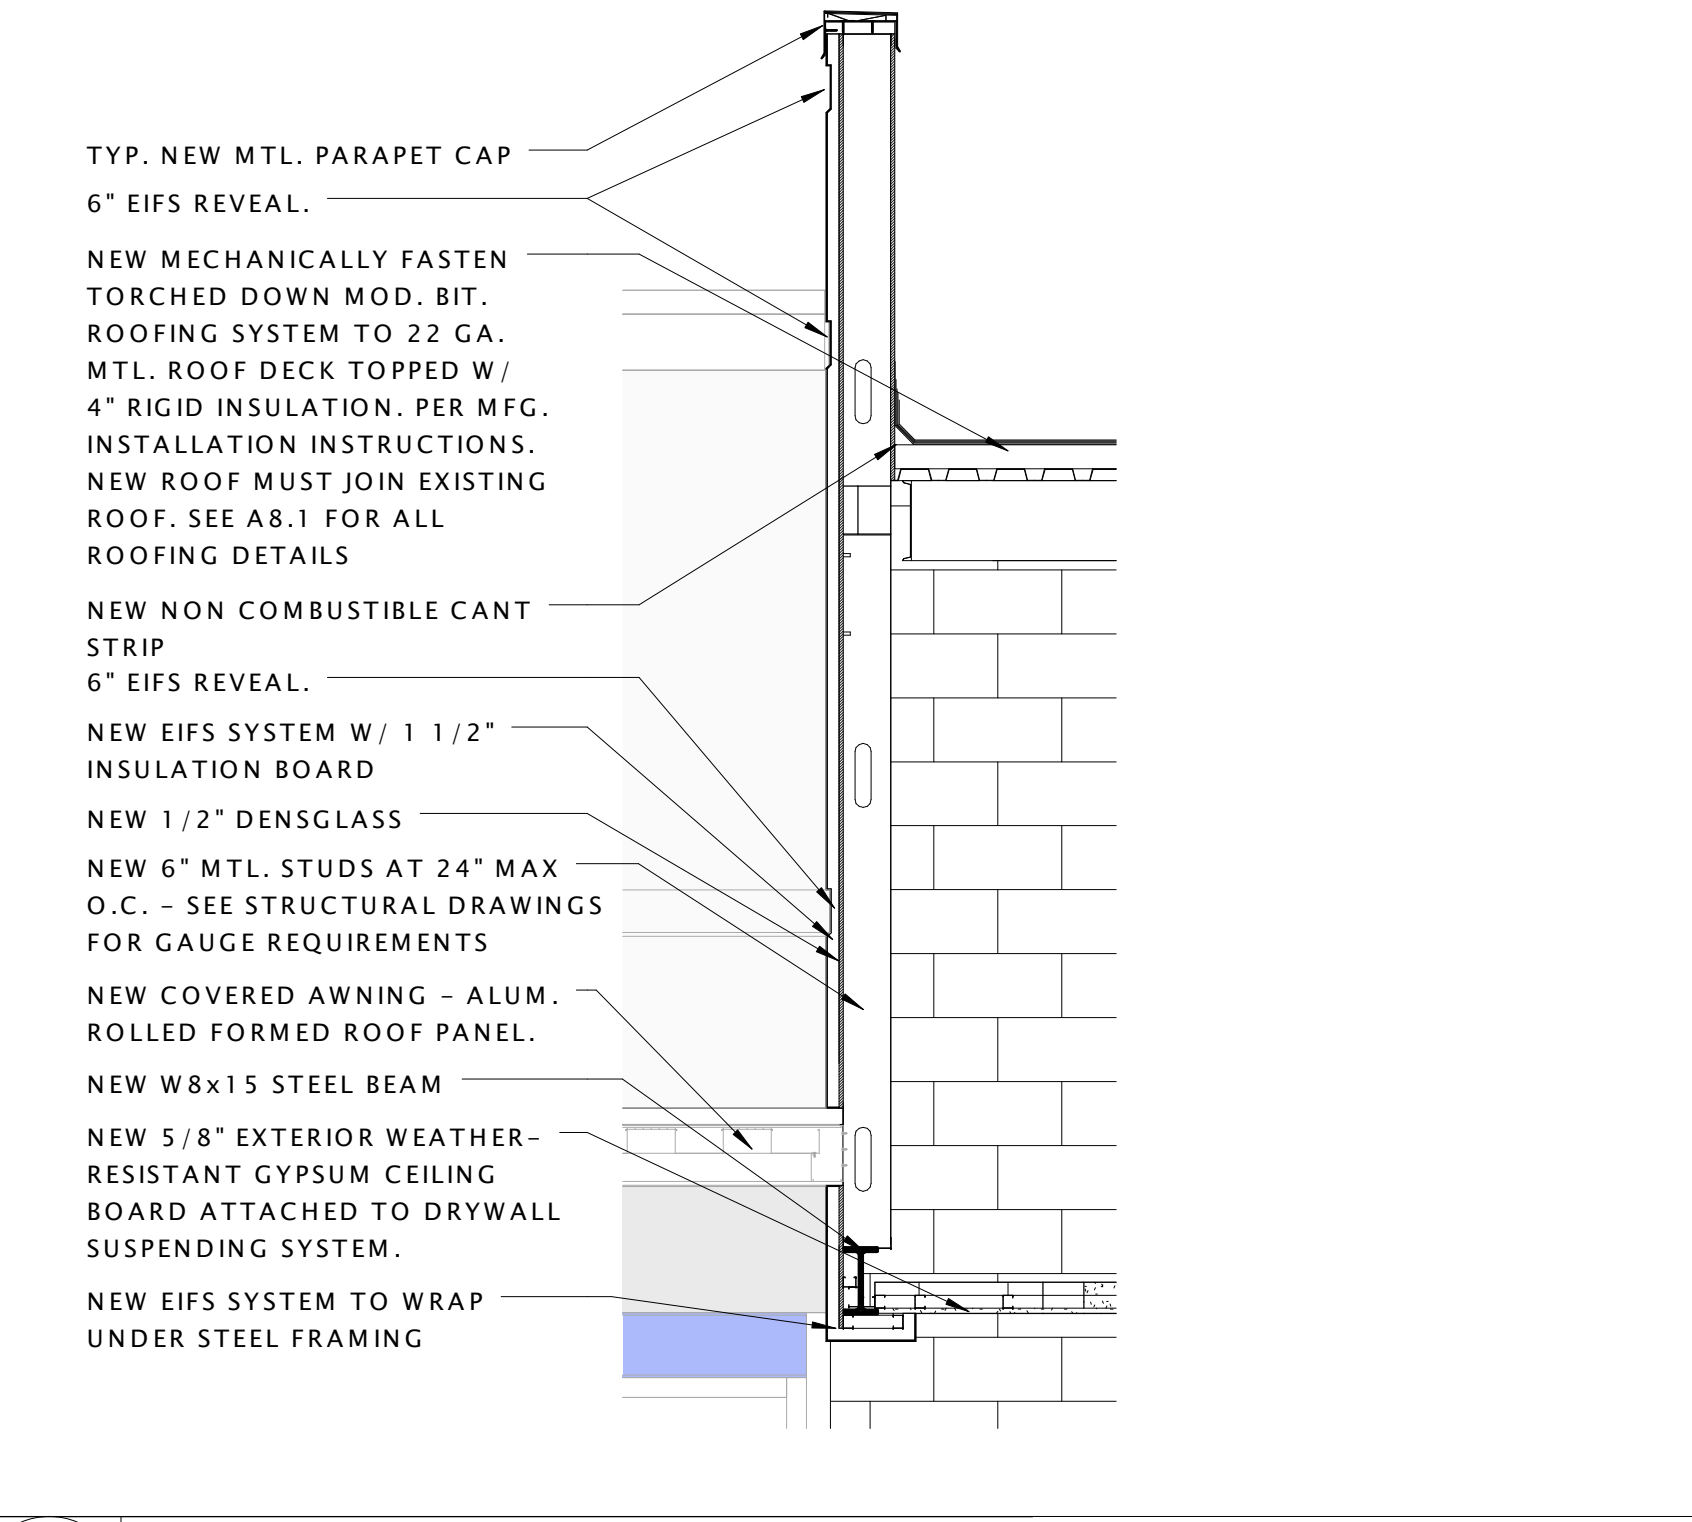 TYP. NEW MTL. PARAPET CAP
6" EIFS REVEAL.
NEW MECHANICALLY FASTEN
TORCHED DOWN MOD. BIT.
ROOFING SYSTEM TO 22 GA.
MTL. ROOF DECK TOPPED W/
4" RIGID INSULATION. PER MFG.
INSTALLATION INSTRUCTIONS.
NEW ROOF MUST JOIN EXISTING
ROOF. SEE A8.1 FOR ALL
ROOFING DETAILS
NEW NON COMBUSTIBLE CANT
STRIP
6" EIFS REVEAL.
NEW EIFS SYSTEM W/ 1 1/2"
INSULATION BOARD
NEW 1/2" DENSGLASS
NEW 6" MTL. STUDS AT 24" MAX
O.C. – SEE STRUCTURAL DRAWINGS
FOR GAUGE REQUIREMENTS
NEW COVERED AWNING – ALUM.
ROLLED FORMED ROOF PANEL.
NEW W8x15 STEEL BEAM
NEW 5/8" EXTERIOR WEATHER–
RESISTANT GYPSUM CEILING
BOARD ATTACHED TO DRYWALL
SUSPENDING SYSTEM.
NEW EIFS SYSTEM TO WRAP
UNDER STEEL FRAMING